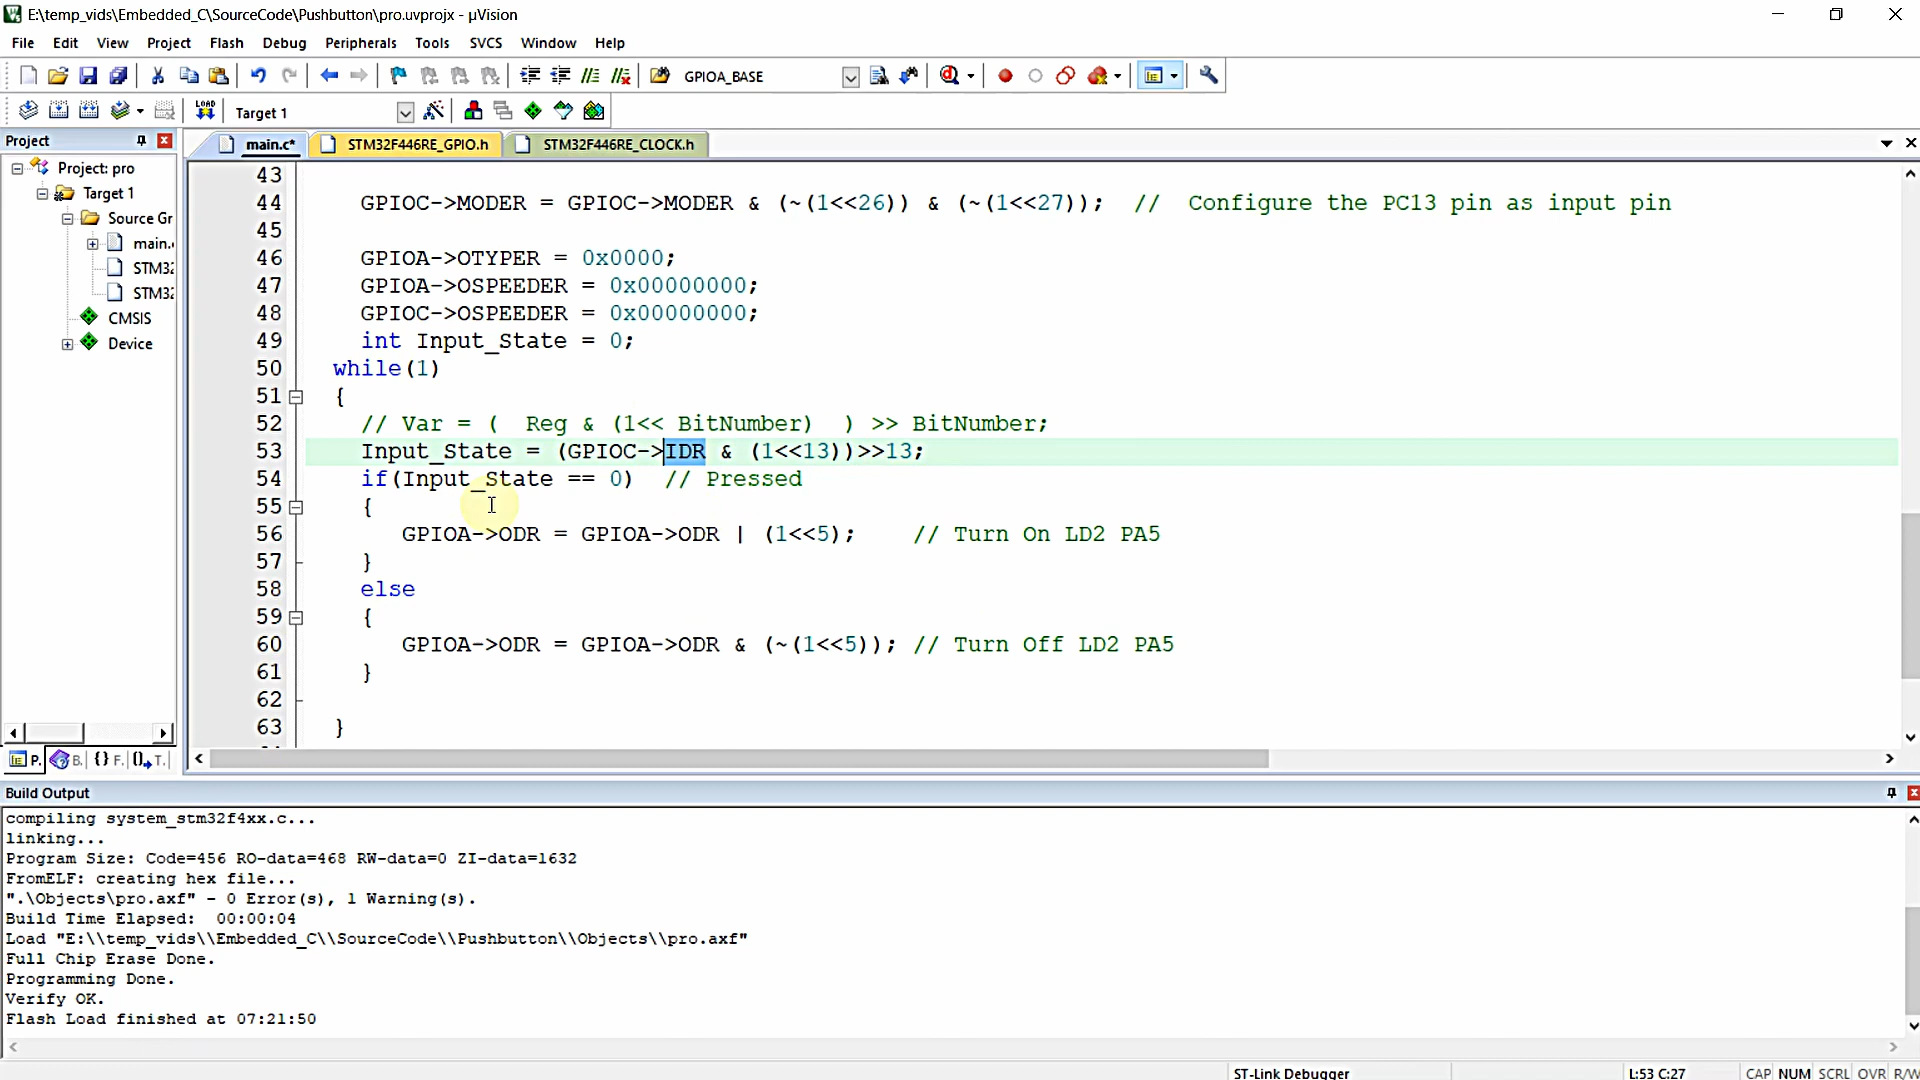 E:\temp_vids\Embedded_C\SourceCode\Pushbutton\pro.uvprojx - µVision
File Edit View Project Flash Debug Peripherals Tools SVCS Window Help
GPIOA_BASE
LOAD Target 1
Project
main.c* STM32F446RE_GPIO.h STM32F446RE_CLOCK.h
Project: pro
Target 1
Source Gr
main.
STM32
STM32
CMSIS
Device
43
44 GPIOC->MODER = GPIOC->MODER & (~(1<<26)) & (~(1<<27)); // Configure the PC13 pin as input pin
45
46 GPIOA->OTYPER = 0x0000;
47 GPIOA->OSPEEDER = 0x00000000;
48 GPIOC->OSPEEDER = 0x00000000;
49 int Input_State = 0;
50 while(1)
51 {
52 // Var = ( Reg & (1<< BitNumber) ) >> BitNumber;
53 Input_State = (GPIOC->IDR & (1<<13))>>13;
54 if(Input_State == 0) // Pressed
55 {
56 GPIOA->ODR = GPIOA->ODR | (1<<5); // Turn On LD2 PA5
57 }
58 else
59 {
60 GPIOA->ODR = GPIOA->ODR & (~(1<<5)); // Turn Off LD2 PA5
61 }
62
63 }
P. B. {} F. T.
Build Output
compiling system_stm32f4xx.c...
linking...
Program Size: Code=456 RO-data=468 RW-data=0 ZI-data=1632
FromELF: creating hex file...
".\Objects\pro.axf" - 0 Error(s), 1 Warning(s).
Build Time Elapsed: 00:00:04
Load "E:\\temp_vids\\Embedded_C\\SourceCode\\Pushbutton\\Objects\\pro.axf"
Full Chip Erase Done.
Programming Done.
Verify OK.
Flash Load finished at 07:21:50
ST-Link Debugger L:53 C:27 CAP NUM SCRL OVR R/W